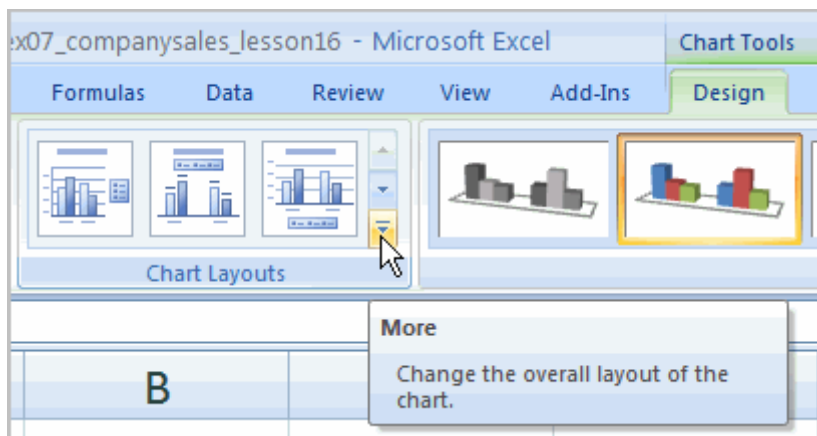 ex07_companysales_lesson16 - Microsoft Excel Chart Tools
Formulas Data Review View Add-Ins Design
Chart Layouts
More
Change the overall layout of the
chart.
B